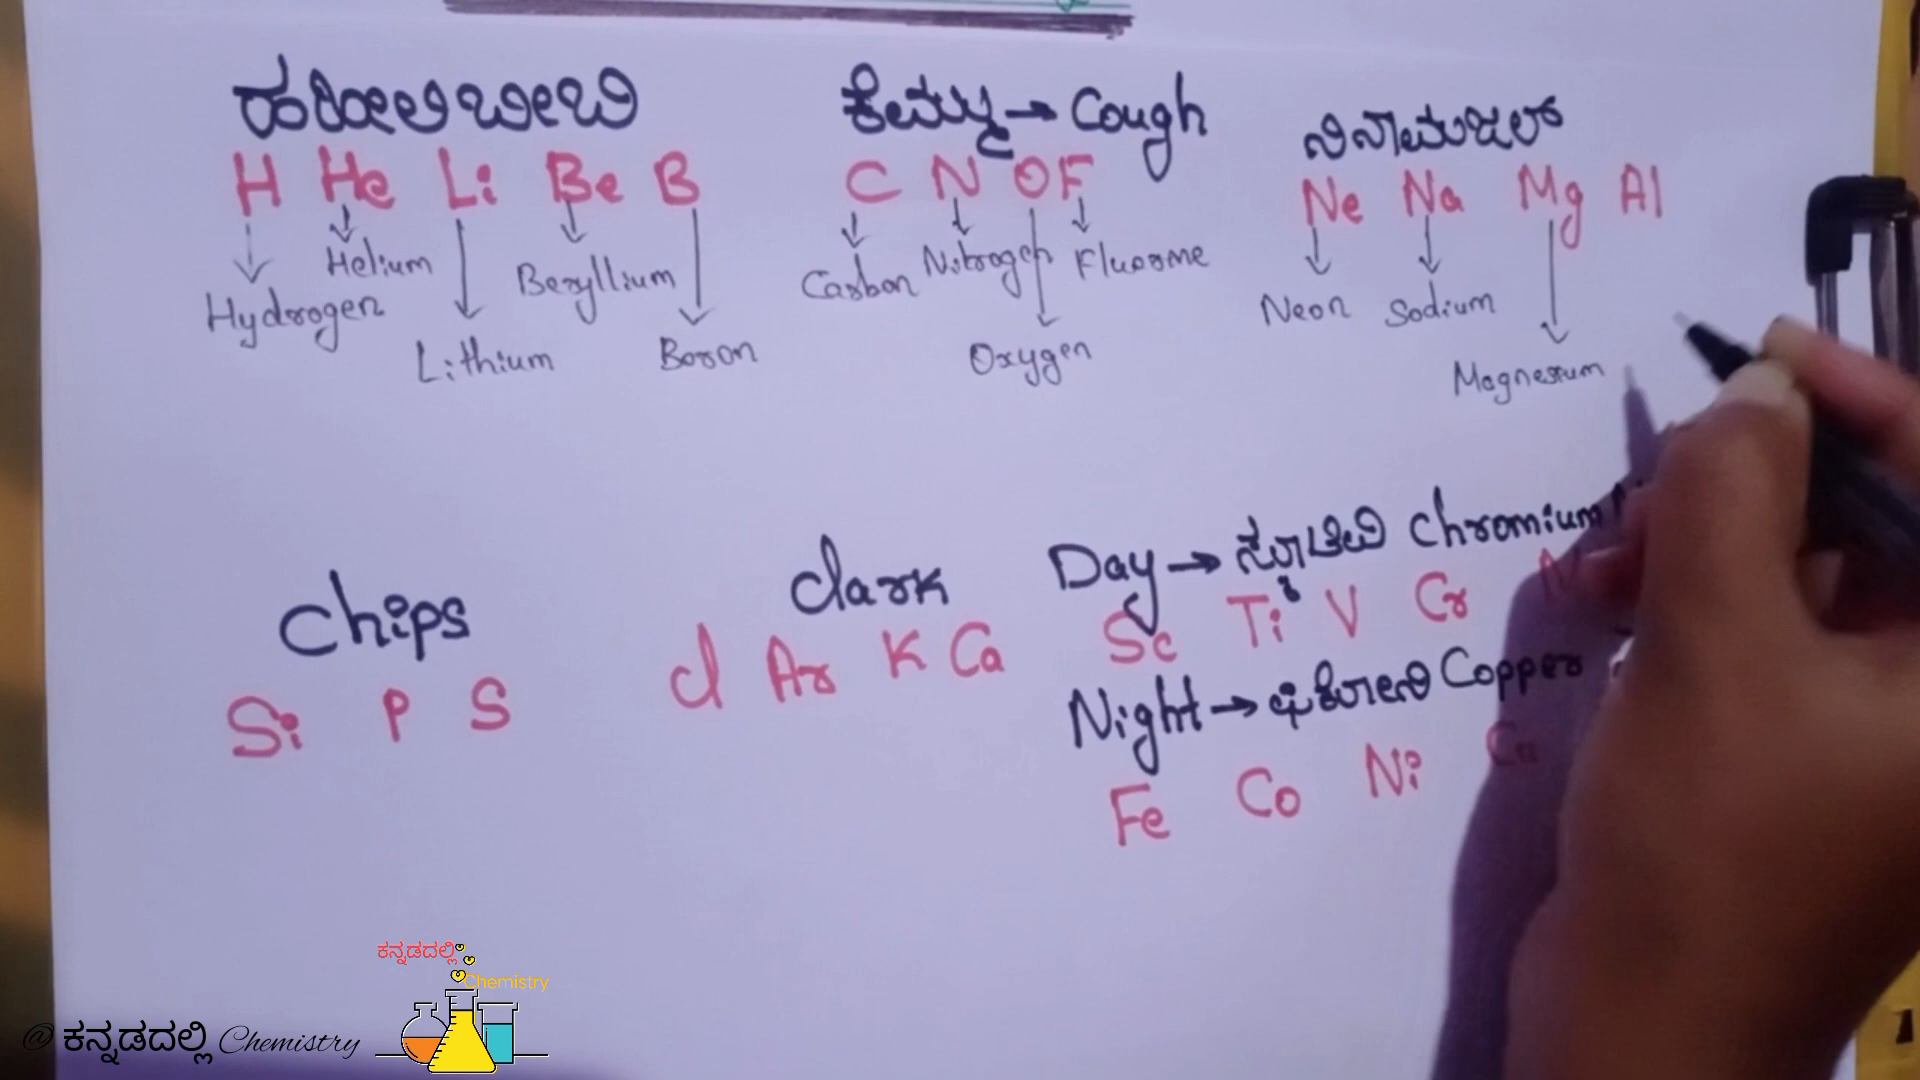 ಹಹೀಲಿಬೀಬಿ
H He Li Be B
Helium
Beryllium
Hydrogen
Lithium
Boron
ಕೆಮ್ಮು → Cough
C N O F
Carbon Nitrogen Fluorine
Oxygen
ನಿನಾಮಜಲ್
Ne Na Mg Al
Neon Sodium
Magnesium
Chips
Si P S
Clark
Cl Ar K Ca
Day → Chromium
Sc Ti V Cr
Night → Copper
Fe Co Ni Cu
ಕನ್ನಡದಲ್ಲಿ
Chemistry
@ ಕನ್ನಡದಲ್ಲಿ Chemistry